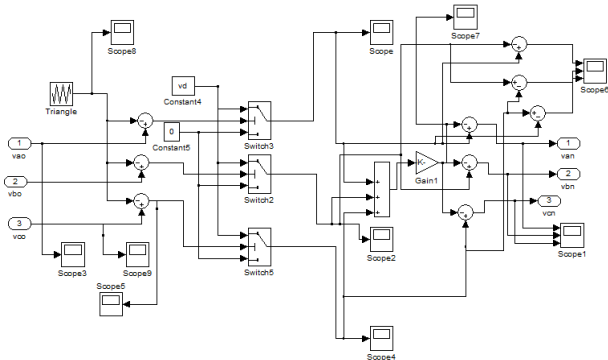 Scope8
Scope
Scope7
Scope6
Triangle
vd
Constant4
0
Constant5
Switch3
1
vao
2
vbo
3
vco
Switch2
Switch5
+
+
+
K-
Gain1
1
van
2
vbn
3
vcn
Scope3
Scope9
Scope2
Scope1
Scope5
Scope4